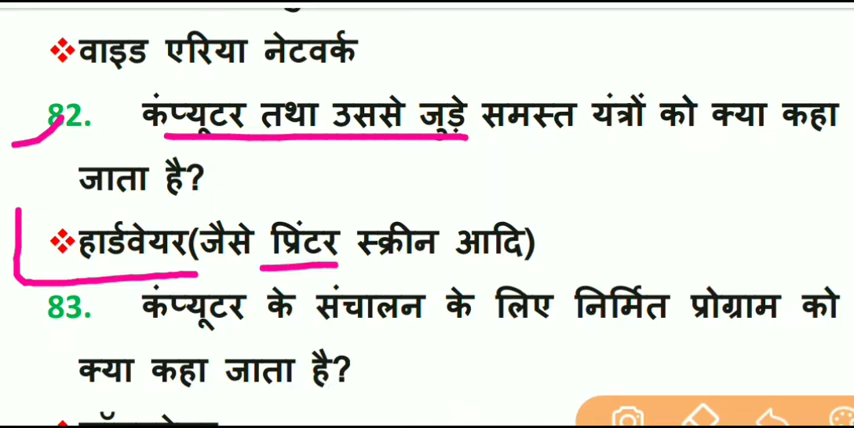 ❖वाइड एरिया नेटवर्क
82. कंप्यूटर तथा उससे जुड़े समस्त यंत्रों को क्या कहा
जाता है?
❖हार्डवेयर(जैसे प्रिंटर स्क्रीन आदि)
83. कंप्यूटर के संचालन के लिए निर्मित प्रोग्राम को
क्या कहा जाता है?